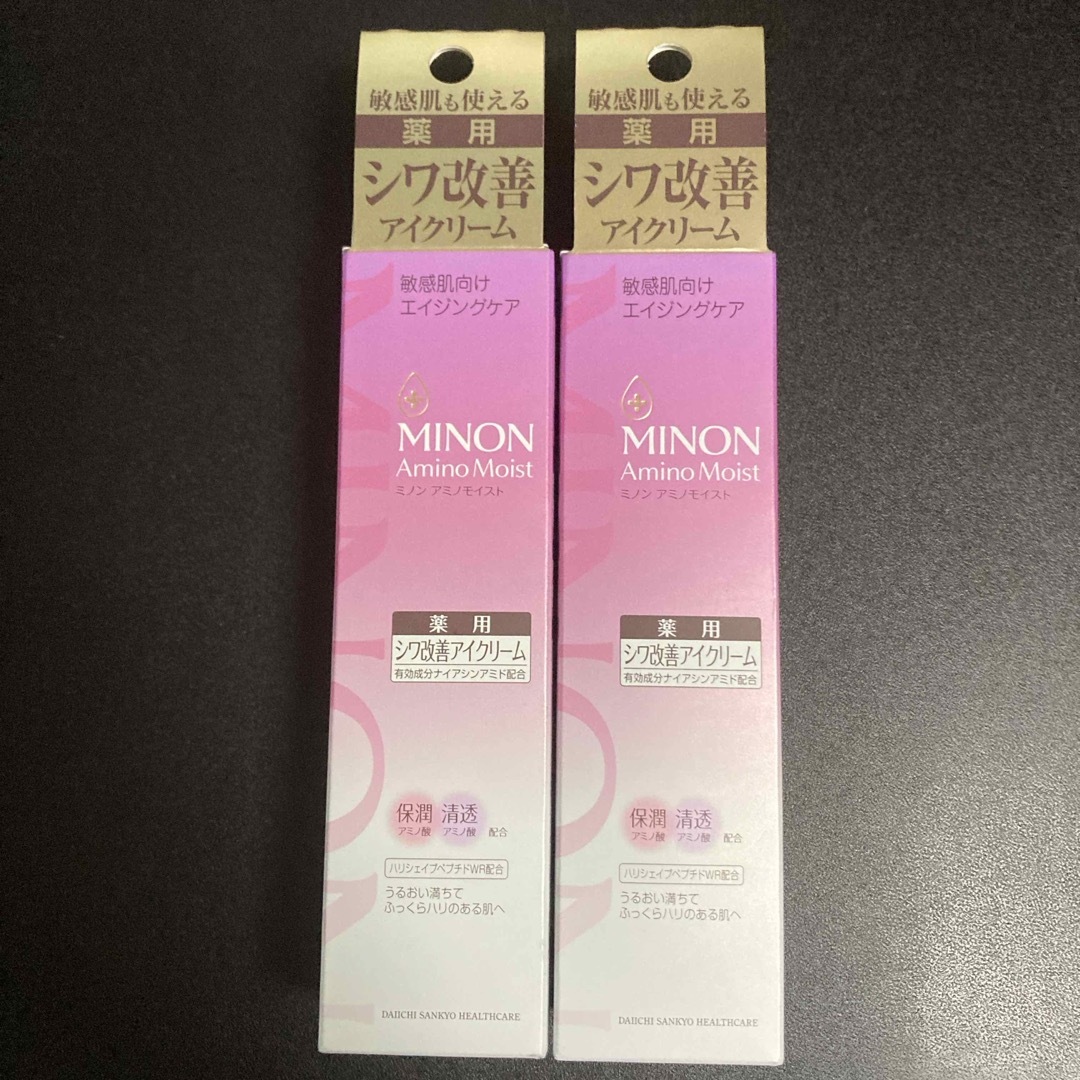 敏感肌も使える
薬用
シワ改善
アイクリーム
敏感肌向け
エイジングケア
MINON
Amino Moist
ミノン アミノモイスト
薬用
シワ改善アイクリーム
有効成分ナイアシンアミド配合
保潤 清透
アミノ酸 アミノ酸 配合
ハリシェイプペプチドWR配合
うるおい満ちて
ふっくらハリのある肌へ
DAIICHI SANKYO HEALTHCARE
敏感肌も使える
薬用
シワ改善
アイクリーム
敏感肌向け
エイジングケア
MINON
Amino Moist
ミノン アミノモイスト
薬用
シワ改善アイクリーム
有効成分ナイアシンアミド配合
保潤 清透
アミノ酸 アミノ酸 配合
ハリシェイプペプチドWR配合
うるおい満ちて
ふっくらハリのある肌へ
DAIICHI SANKYO HEALTHCARE